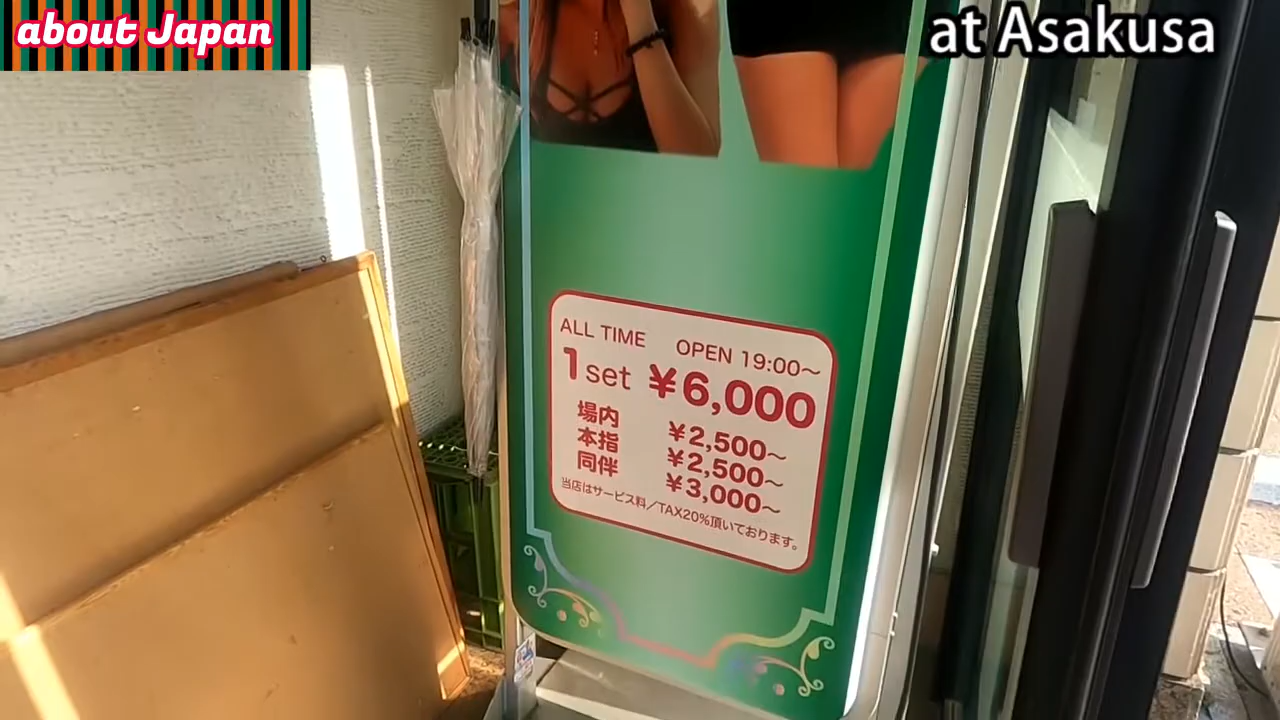 about Japan
at Asakusa
ALL TIME OPEN 19:00～
1set ¥6,000
場内 ¥2,500～
本指 ¥2,500～
同伴 ¥3,000～
当店はサービス料／TAX20%頂いております。